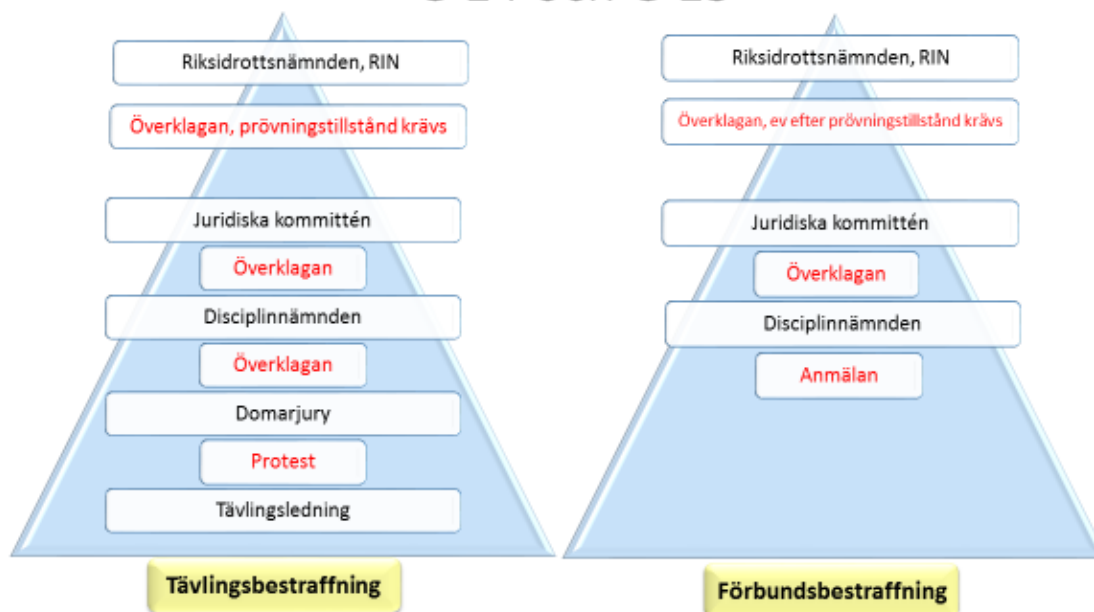 Riksidrottsnämnden, RIN
Överklagan, prövningstillstånd krävs
Juridiska kommittén
Överklagan
Disciplinnämnden
Överklagan
Domarjury
Protest
Tävlingsledning
Tävlingsbestraffning
Riksidrottsnämnden, RIN
Överklagan, ev efter prövningstillstånd krävs
Juridiska kommittén
Överklagan
Disciplinnämnden
Anmälan
Förbundsbestraffning